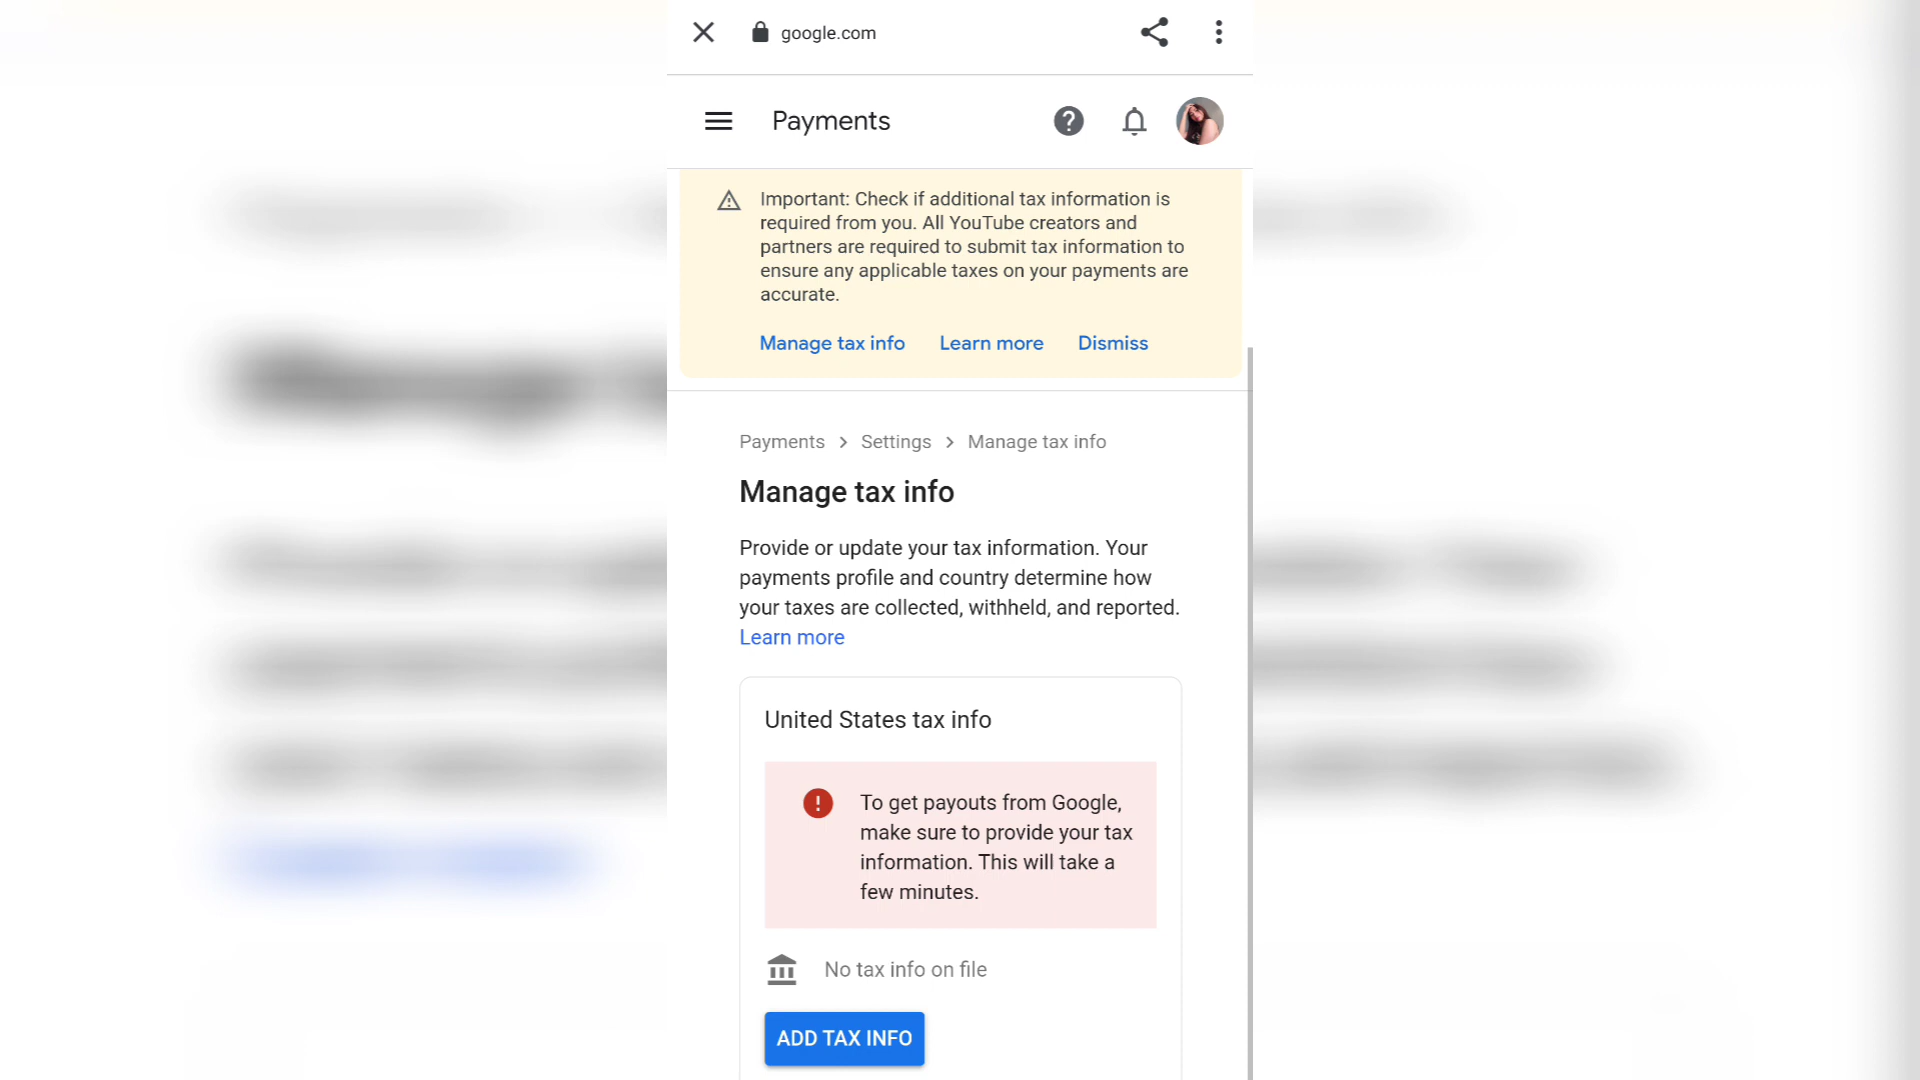 google.com
Payments
Important: Check if additional tax information is
required from you. All YouTube creators and
partners are required to submit tax information to
ensure any applicable taxes on your payments are
accurate.
Manage tax info Learn more Dismiss
Payments > Settings > Manage tax info
Manage tax info
Provide or update your tax information. Your
payments profile and country determine how
your taxes are collected, withheld, and reported.
Learn more
United States tax info
To get payouts from Google,
make sure to provide your tax
information. This will take a
few minutes.
No tax info on file
ADD TAX INFO